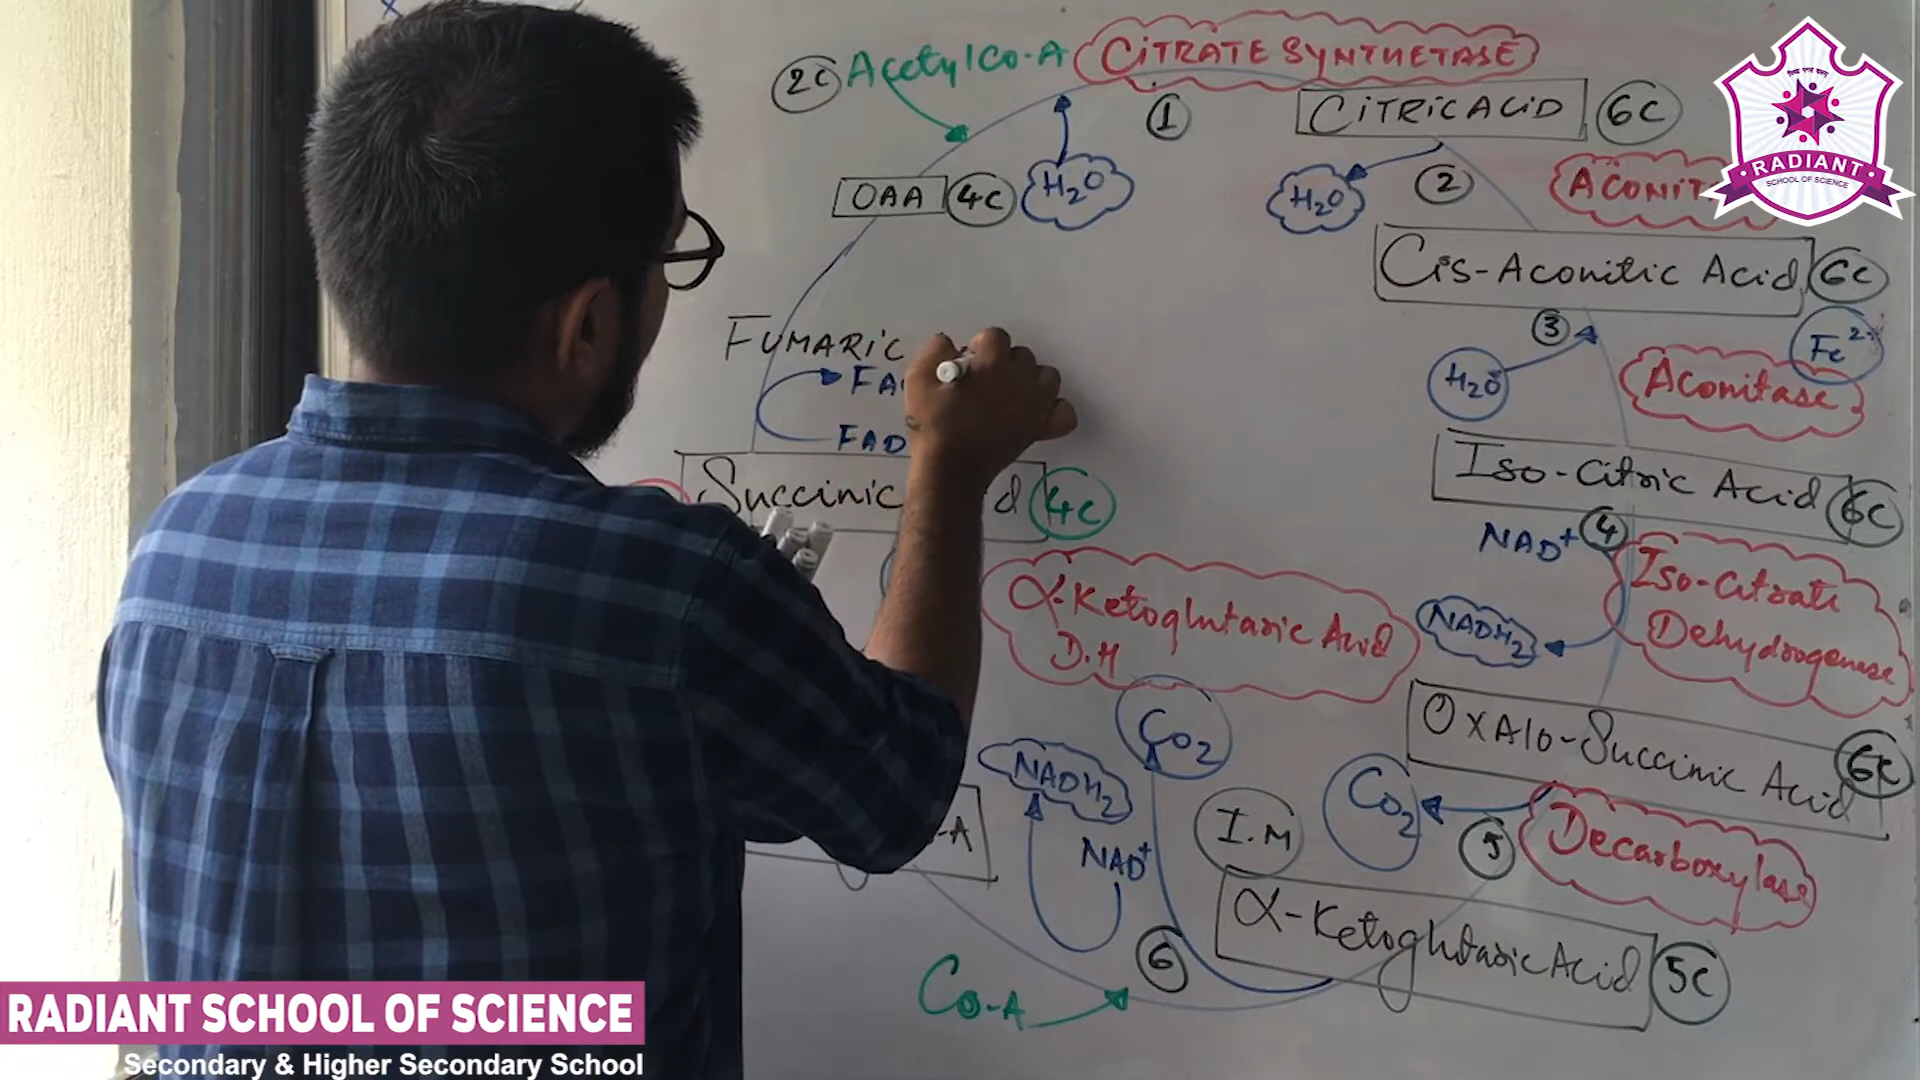 2C Acetyl Co-A CiTRATE SYNTHETASE
1
CiTRiC ACiD 6C
OAA 4C H2O
H2O 2
Cis-Aconitic Acid 6C
3
Fe2+
H2O
Aconitase
FUMARiC
FAD
Succinic
4C
Iso-Citric Acid 6C
NAD+ 4
Iso-Citrate
Dehydrogenase
NADH2
α-Ketoglutaric Acid
D.H
OxAlo-Succinic Acid 6C
CO2
NADH2
CO2
5
Decarboxylase
I.M
NAD+
-A
α-Ketoglutaric Acid 5C
6
Co-A
RADIANT
SCHOOL OF SCIENCE
RADIANT SCHOOL OF SCIENCE
Secondary & Higher Secondary School